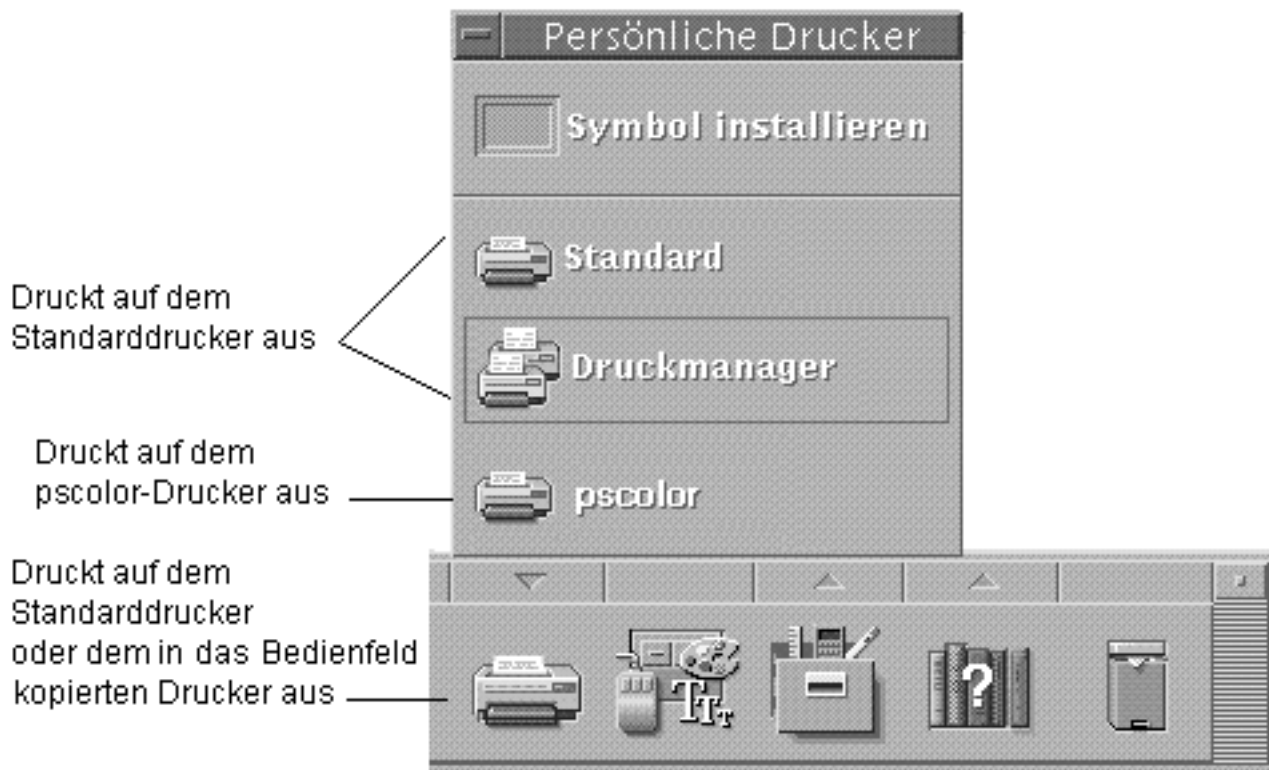 Persönliche Drucker
Symbol installieren
Standard
Druckt auf dem
Standarddrucker aus
Druckmanager
Druckt auf dem
pscolor-Drucker aus
pscolor
Druckt auf dem
Standarddrucker
oder dem in das Bedienfeld
kopierten Drucker aus
TTT
?